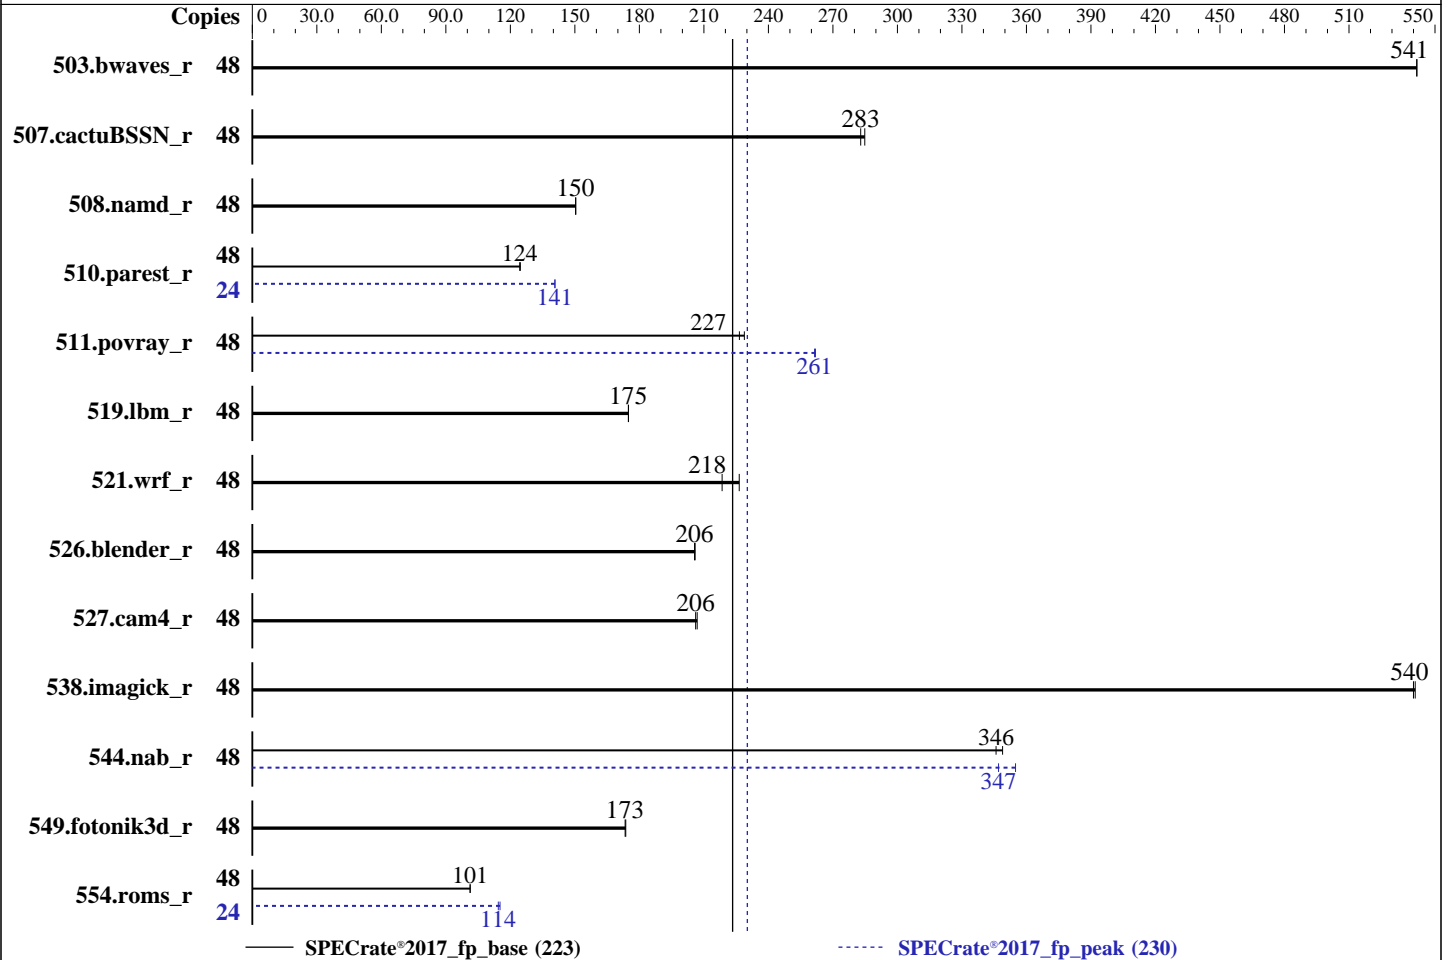 Copies 0 30.0 60.0 90.0 120 150 180 210 240 270 300 330 360 390 420 450 480 510 550
503.bwaves_r 48 541
507.cactuBSSN_r 48 283
508.namd_r 48 150
510.parest_r 48 124
24 141
511.povray_r 48 227
261
519.lbm_r 48 175
521.wrf_r 48 218
526.blender_r 48 206
527.cam4_r 48 206
538.imagick_r 48 540
544.nab_r 48 346
347
549.fotonik3d_r 48 173
554.roms_r 48 101
24 114
SPECrate®2017_fp_base (223) SPECrate®2017_fp_peak (230)